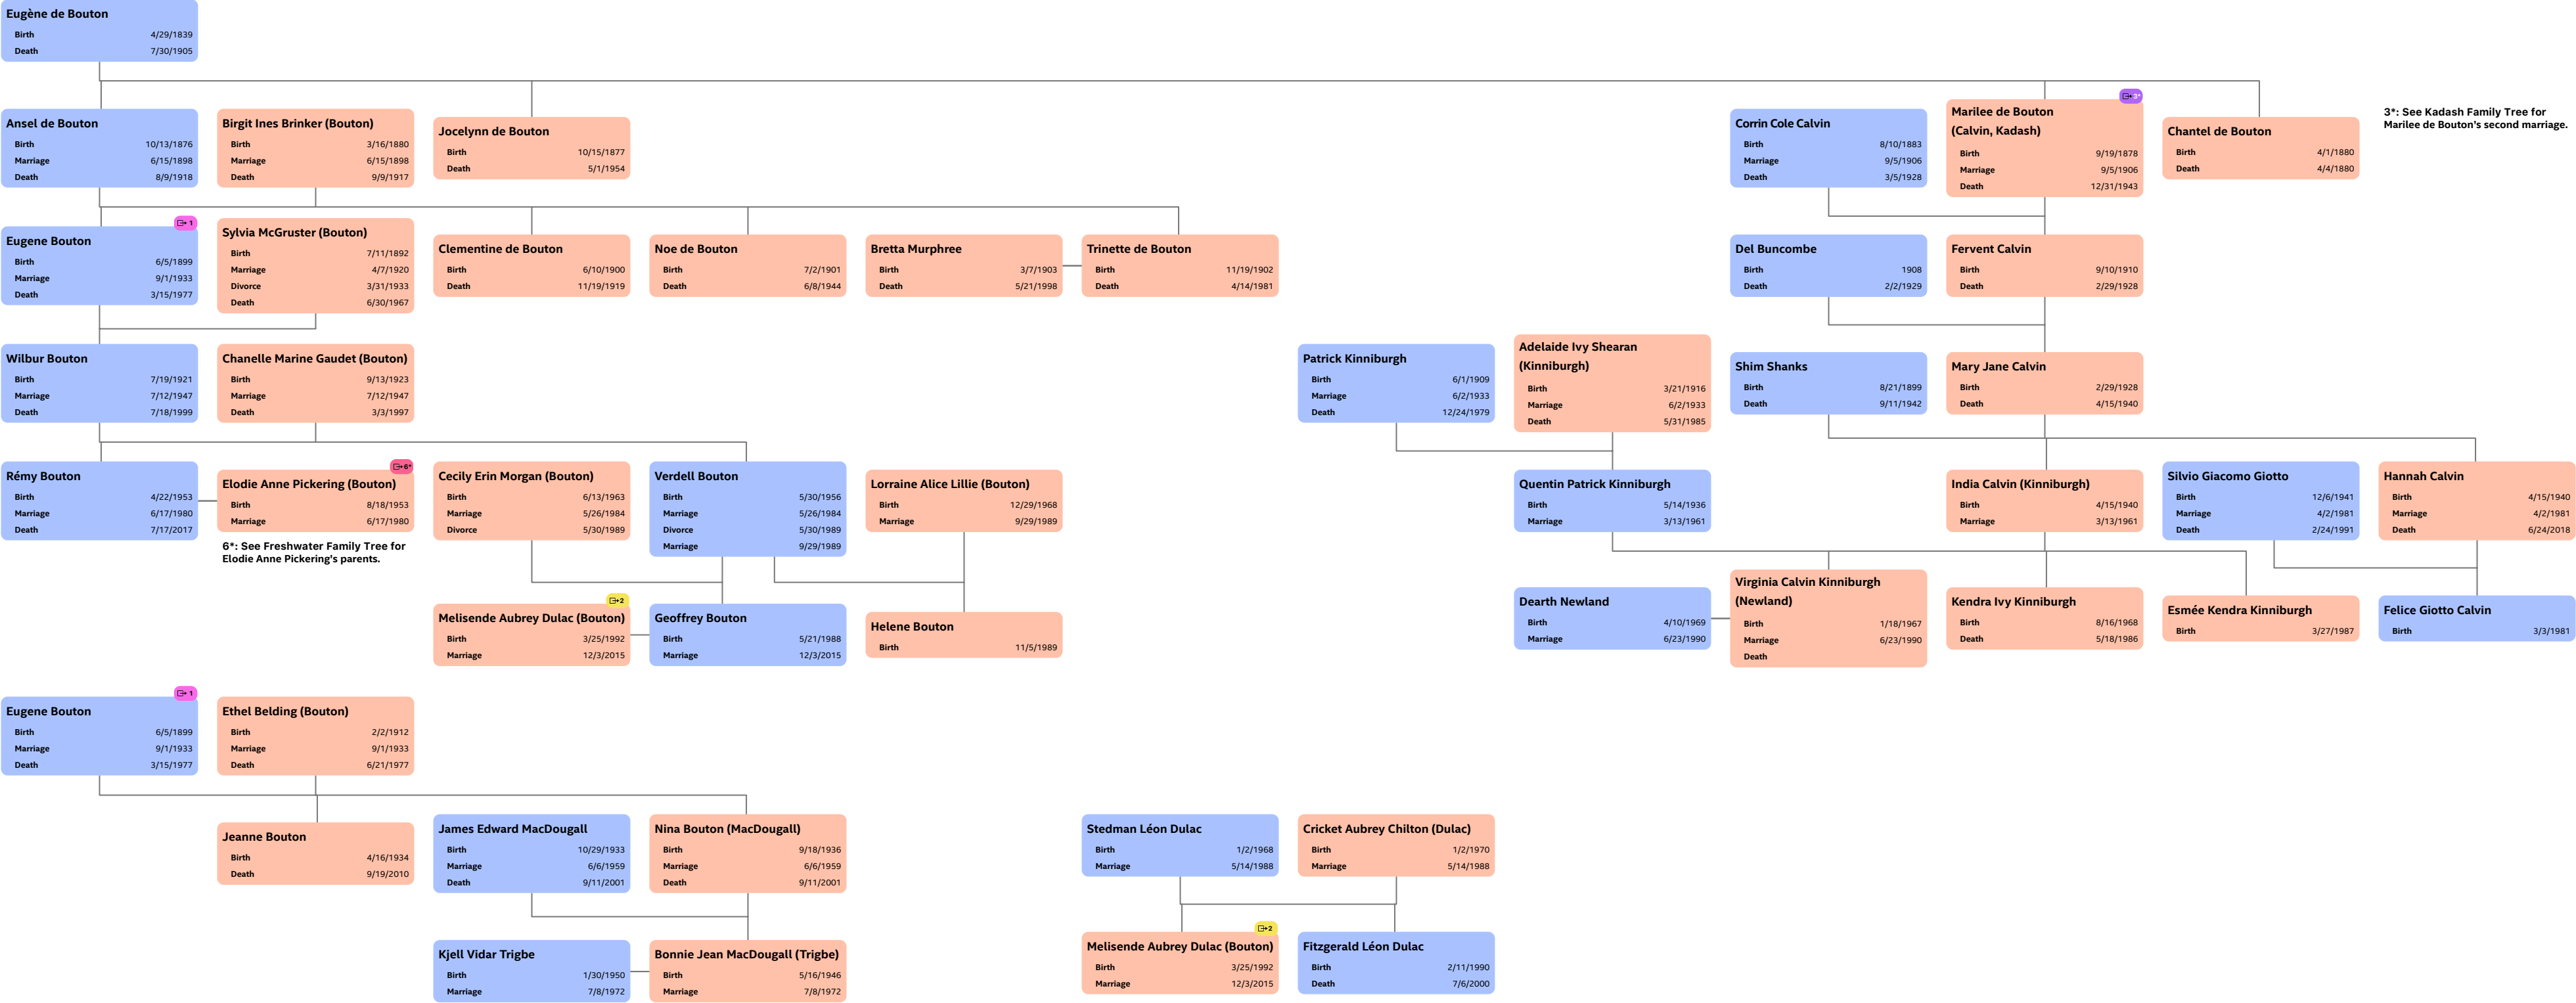 Eugène de Bouton
Birth 4/29/1839
Death 7/30/1905
3*
Ansel de Bouton
Birth 10/13/1876
Marriage 6/15/1898
Death 8/9/1918
Birgit Ines Brinker (Bouton)
Birth 3/16/1880
Marriage 6/15/1898
Death 9/9/1917
Jocelynn de Bouton
Birth 10/15/1877
Death 5/1/1954
Corrin Cole Calvin
Birth 8/10/1883
Marriage 9/5/1906
Death 3/5/1928
Marilee de Bouton
(Calvin, Kadash)
Birth 9/19/1878
Marriage 9/5/1906
Death 12/31/1943
Chantel de Bouton
Birth 4/1/1880
Death 4/4/1880
3*: See Kadash Family Tree for
Marilee de Bouton's second marriage.
1
Eugene Bouton
Birth 6/5/1899
Marriage 9/1/1933
Death 3/15/1977
Sylvia McGruster (Bouton)
Birth 7/11/1892
Marriage 4/7/1920
Divorce 3/31/1933
Death 6/30/1967
Clementine de Bouton
Birth 6/10/1900
Death 11/19/1919
Noe de Bouton
Birth 7/2/1901
Death 6/8/1944
Bretta Murphree
Birth 3/7/1903
Death 5/21/1998
Trinette de Bouton
Birth 11/19/1902
Death 4/14/1981
Del Buncombe
Birth 1908
Death 2/2/1929
Fervent Calvin
Birth 9/10/1910
Death 2/29/1928
Wilbur Bouton
Birth 7/19/1921
Marriage 7/12/1947
Death 7/18/1999
Chanelle Marine Gaudet (Bouton)
Birth 9/13/1923
Marriage 7/12/1947
Death 3/3/1997
Patrick Kinniburgh
Birth 6/1/1909
Marriage 6/2/1933
Death 12/24/1979
Adelaide Ivy Shearan
(Kinniburgh)
Birth 3/21/1916
Marriage 6/2/1933
Death 5/31/1985
Shim Shanks
Birth 8/21/1899
Death 9/11/1942
Mary Jane Calvin
Birth 2/29/1928
Death 4/15/1940
Rémy Bouton
Birth 4/22/1953
Marriage 6/17/1980
Death 7/17/2017
6*
Elodie Anne Pickering (Bouton)
Birth 8/18/1953
Marriage 6/17/1980
6*: See Freshwater Family Tree for
Elodie Anne Pickering's parents.
Cecily Erin Morgan (Bouton)
Birth 6/13/1963
Marriage 5/26/1984
Divorce 5/30/1989
Verdell Bouton
Birth 5/30/1956
Marriage 5/26/1984
Divorce 5/30/1989
Marriage 9/29/1989
Lorraine Alice Lillie (Bouton)
Birth 12/29/1968
Marriage 9/29/1989
Quentin Patrick Kinniburgh
Birth 5/14/1936
Marriage 3/13/1961
India Calvin (Kinniburgh)
Birth 4/15/1940
Marriage 3/13/1961
Silvio Giacomo Giotto
Birth 12/6/1941
Marriage 4/2/1981
Death 2/24/1991
Hannah Calvin
Birth 4/15/1940
Marriage 4/2/1981
Death 6/24/2018
2
Melisende Aubrey Dulac (Bouton)
Birth 3/25/1992
Marriage 12/3/2015
Geoffrey Bouton
Birth 5/21/1988
Marriage 12/3/2015
Helene Bouton
Birth 11/5/1989
Dearth Newland
Birth 4/10/1969
Marriage 6/23/1990
Virginia Calvin Kinniburgh
(Newland)
Birth 1/18/1967
Marriage 6/23/1990
Death
Kendra Ivy Kinniburgh
Birth 8/16/1968
Death 5/18/1986
Esmée Kendra Kinniburgh
Birth 3/27/1987
Felice Giotto Calvin
Birth 3/3/1981
1
Eugene Bouton
Birth 6/5/1899
Marriage 9/1/1933
Death 3/15/1977
Ethel Belding (Bouton)
Birth 2/2/1912
Marriage 9/1/1933
Death 6/21/1977
Jeanne Bouton
Birth 4/16/1934
Death 9/19/2010
James Edward MacDougall
Birth 10/29/1933
Marriage 6/6/1959
Death 9/11/2001
Nina Bouton (MacDougall)
Birth 9/18/1936
Marriage 6/6/1959
Death 9/11/2001
Stedman Léon Dulac
Birth 1/2/1968
Marriage 5/14/1988
Cricket Aubrey Chilton (Dulac)
Birth 1/2/1970
Marriage 5/14/1988
Kjell Vidar Trigbe
Birth 1/30/1950
Marriage 7/8/1972
Bonnie Jean MacDougall (Trigbe)
Birth 5/16/1946
Marriage 7/8/1972
2
Melisende Aubrey Dulac (Bouton)
Birth 3/25/1992
Marriage 12/3/2015
Fitzgerald Léon Dulac
Birth 2/11/1990
Death 7/6/2000